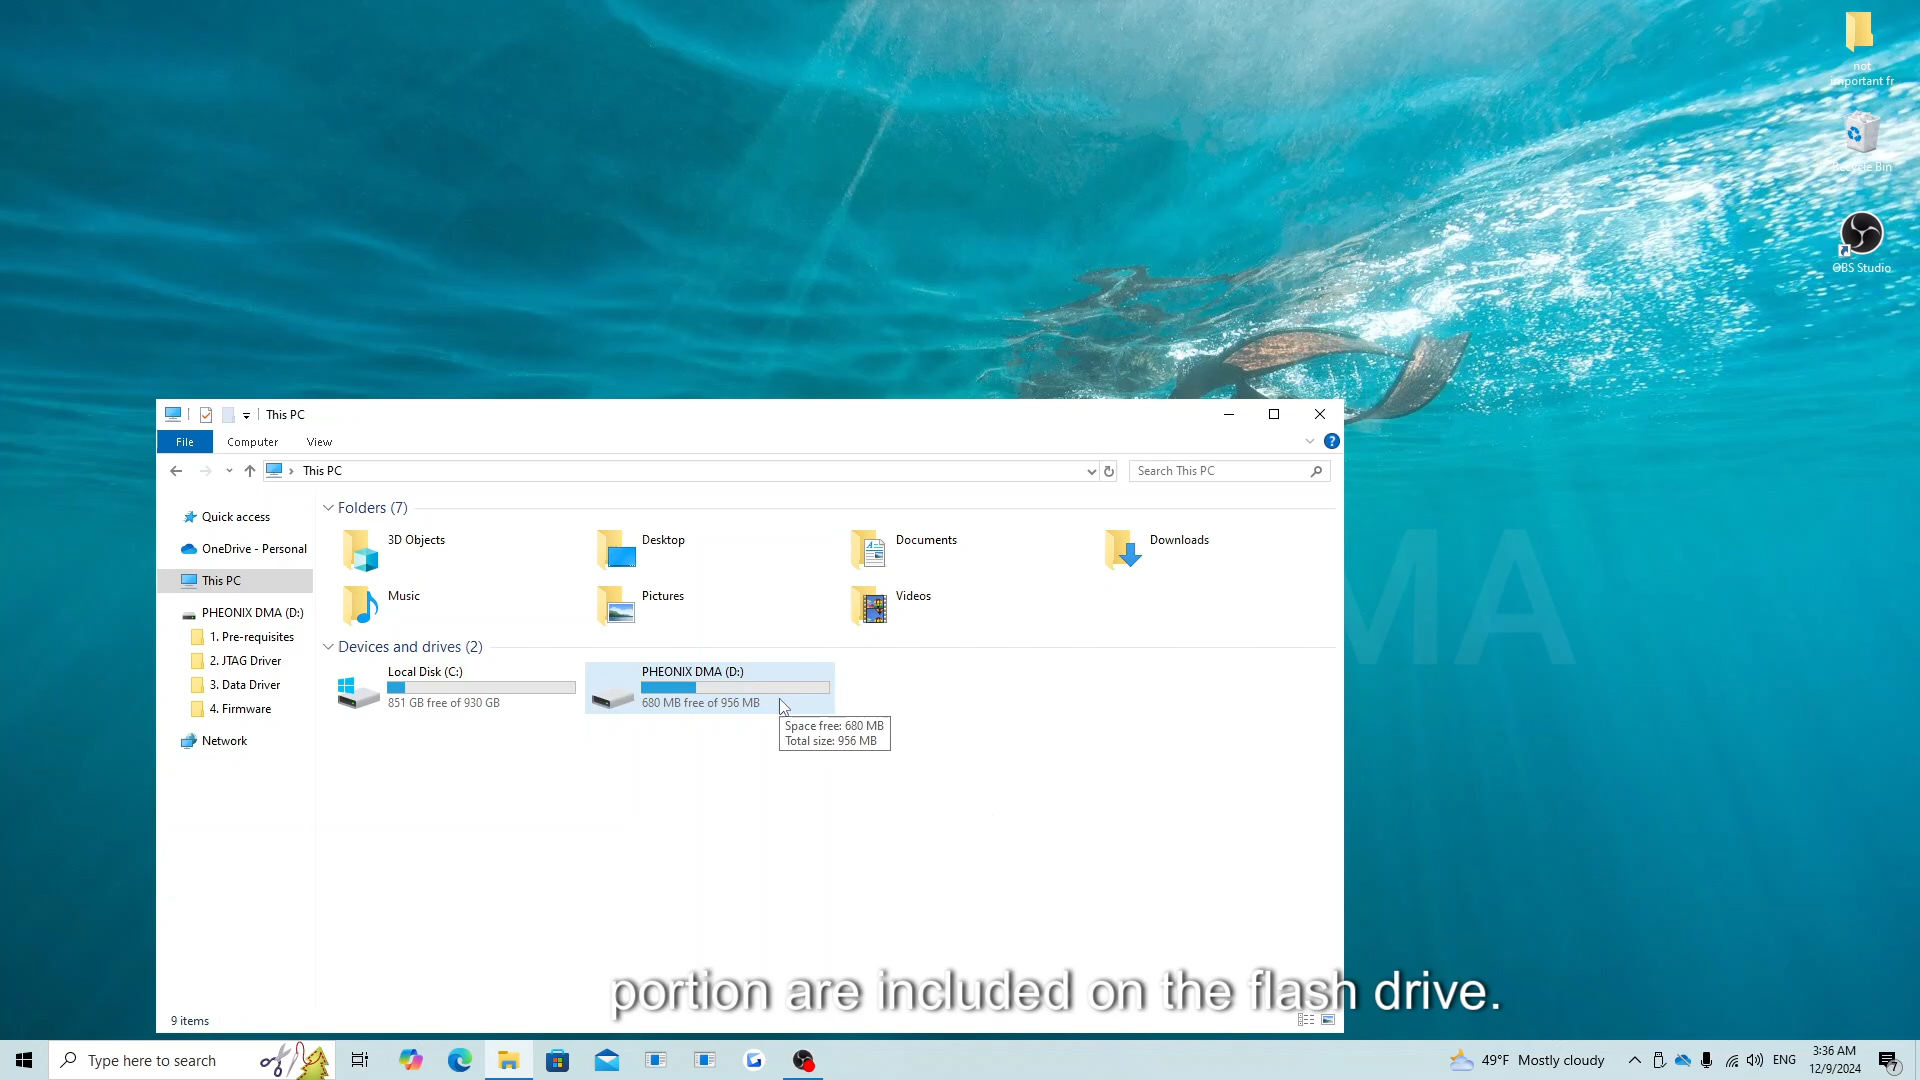 not
important fr
Recycle Bin
OBS Studio
This PC
File
Computer
View
?
This PC
Search This PC
Quick access
OneDrive - Personal
This PC
PHEONIX DMA (D:)
1. Pre-requisites
2. JTAG Driver
3. Data Driver
4. Firmware
Network
Folders (7)
3D Objects
Desktop
Documents
Downloads
Music
Pictures
Videos
Devices and drives (2)
Local Disk (C:)
851 GB free of 930 GB
PHEONIX DMA (D:)
680 MB free of 956 MB
Space free: 680 MB
Total size: 956 MB
MA
portion are included on the flash drive.
9 items
Type here to search
49°F Mostly cloudy
ENG
3:36 AM
12/9/2024
7